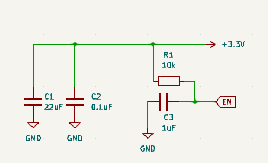 +3.3V
R1
10k
C1
22uF
C2
0.1uF
EN
C3
1uF
GND
GND
GND